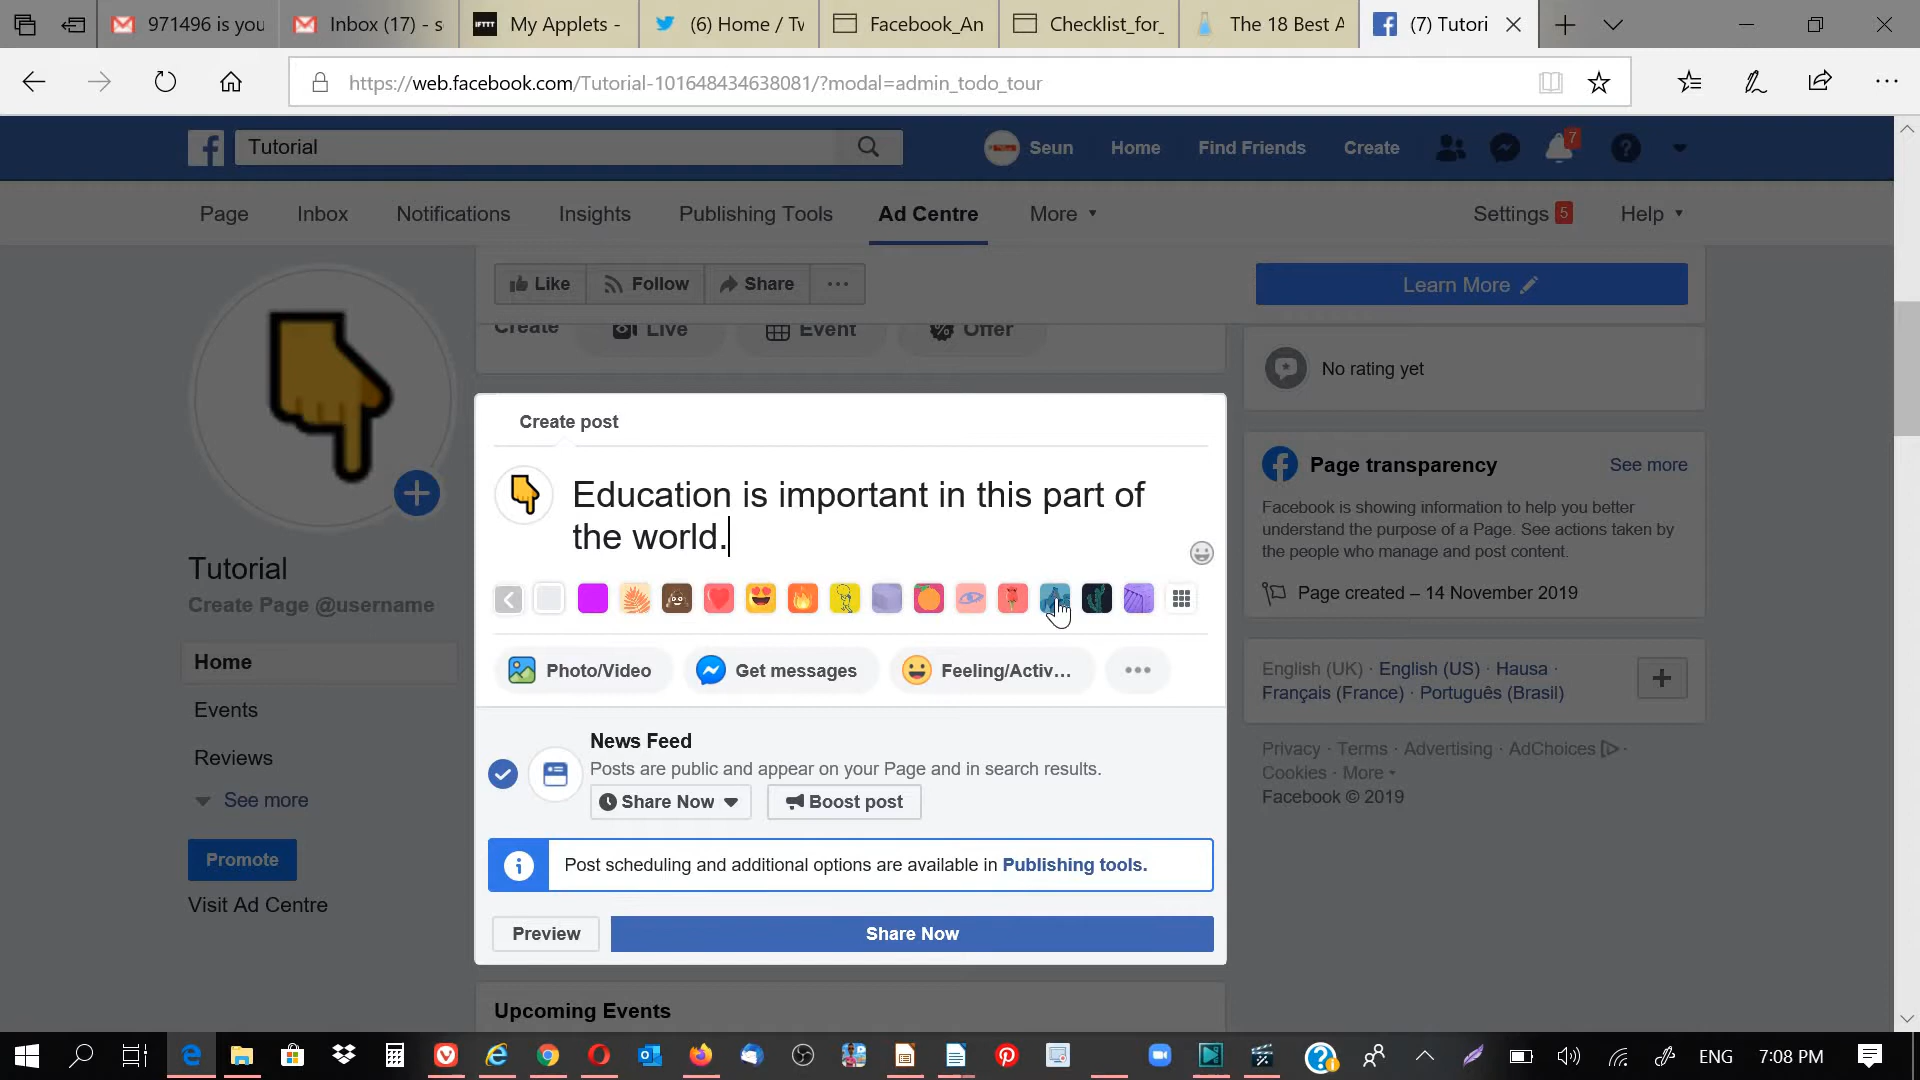 971496 is you
Inbox (17) - s
IFTTT My Applets -
(6) Home / Tw
Facebook_An
Checklist_for_
The 18 Best A
(7) Tutori
https://web.facebook.com/Tutorial-101648434638081/?modal=admin_todo_tour
Tutorial
Seun
Home
Find Friends
Create
7
Page
Inbox
Notifications
Insights
Publishing Tools
Ad Centre
More
Settings 5
Help
Like
Follow
Share
Learn More
Create
Live
Event
Offer
No rating yet
Create post
Education is important in this part of
the world.
Page transparency
See more
Facebook is showing information to help you better
understand the purpose of a Page. See actions taken by
the people who manage and post content.
Page created – 14 November 2019
Tutorial
Create Page @username
Home
Events
Reviews
See more
Promote
Visit Ad Centre
Photo/Video
Get messages
Feeling/Activ...
English (UK) · English (US) · Hausa ·
Français (France) · Português (Brasil)
Privacy · Terms · Advertising · AdChoices ·
Cookies · More
Facebook © 2019
News Feed
Posts are public and appear on your Page and in search results.
Share Now
Boost post
Post scheduling and additional options are available in Publishing tools.
Preview
Share Now
Upcoming Events
ENG
7:08 PM